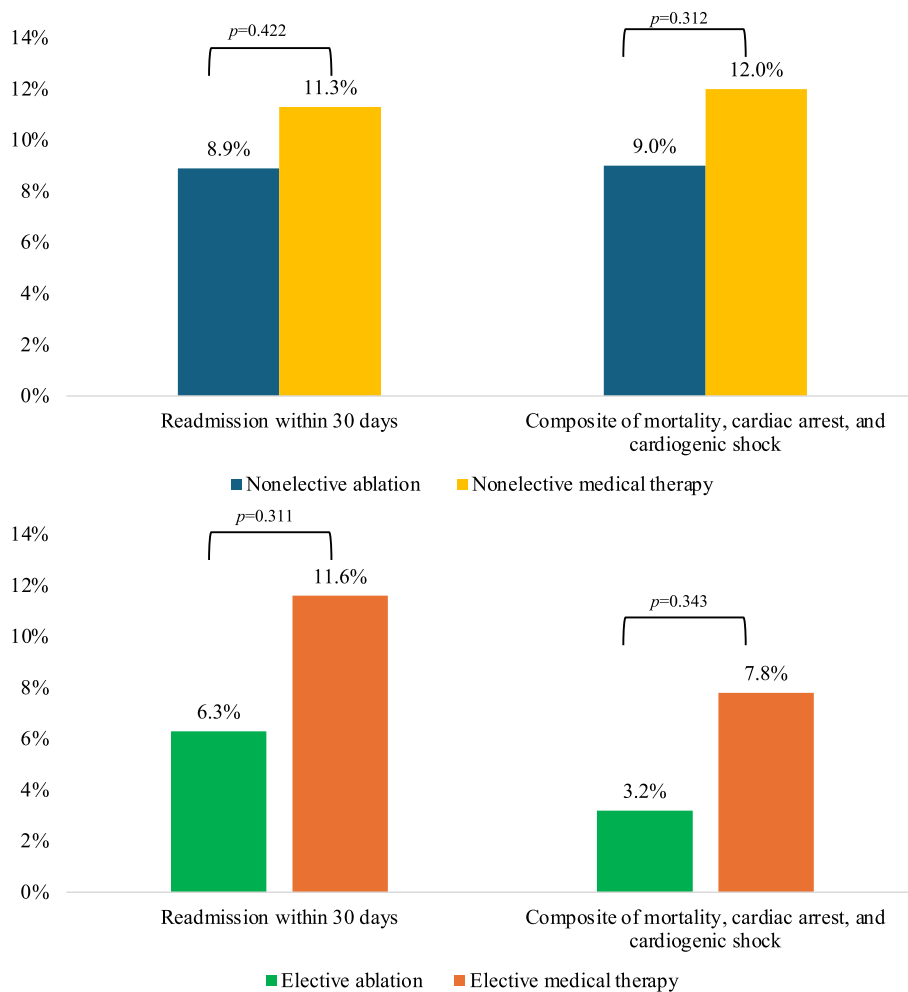 p=0.422
p=0.312
14%
12%
10%
8%
6%
4%
2%
0%
8.9%
11.3%
9.0%
12.0%
Readmission within 30 days
Composite of mortality, cardiac arrest, and
cardiogenic shock
Nonelective ablation
Nonelective medical therapy
p=0.311
p=0.343
14%
12%
10%
8%
6%
4%
2%
0%
6.3%
11.6%
3.2%
7.8%
Readmission within 30 days
Composite of mortality, cardiac arrest, and
cardiogenic shock
Elective ablation
Elective medical therapy